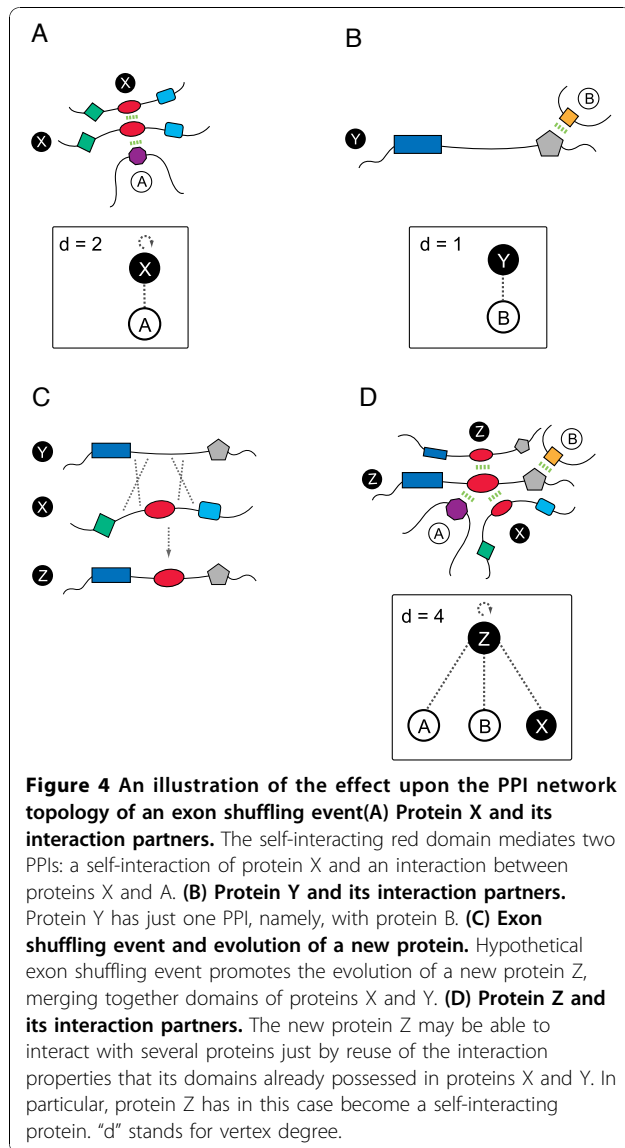 A
X
X
A
d = 2
X
A
B
B
Y
d = 1
Y
B
C
Y
X
Z
D
Z
B
Z
A
X
d = 4
Z
A B X
Figure 4 An illustration of the effect upon the PPI network
topology of an exon shuffling event(A) Protein X and its
interaction partners. The self-interacting red domain mediates two
PPIs: a self-interaction of protein X and an interaction between
proteins X and A. (B) Protein Y and its interaction partners.
Protein Y has just one PPI, namely, with protein B. (C) Exon
shuffling event and evolution of a new protein. Hypothetical
exon shuffling event promotes the evolution of a new protein Z,
merging together domains of proteins X and Y. (D) Protein Z and
its interaction partners. The new protein Z may be able to
interact with several proteins just by reuse of the interaction
properties that its domains already possessed in proteins X and Y. In
particular, protein Z has in this case become a self-interacting
protein. “d” stands for vertex degree.